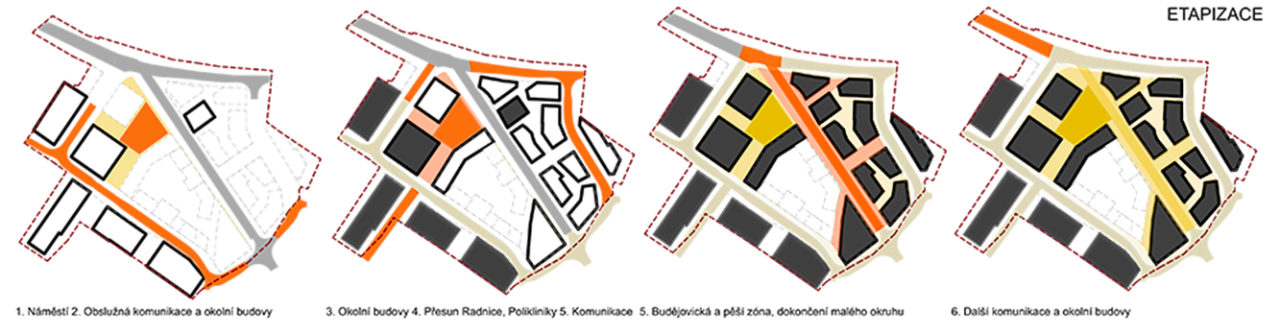 ETAPIZACE
1. Náměstí 2. Obslužná komunikace a okolní budovy
3. Okolní budovy 4. Přesun Radnice, Polikliniky 5. Komunikace
5. Budějovická a pěší zóna, dokončení malého okruhu
6. Další komunikace a okolní budovy